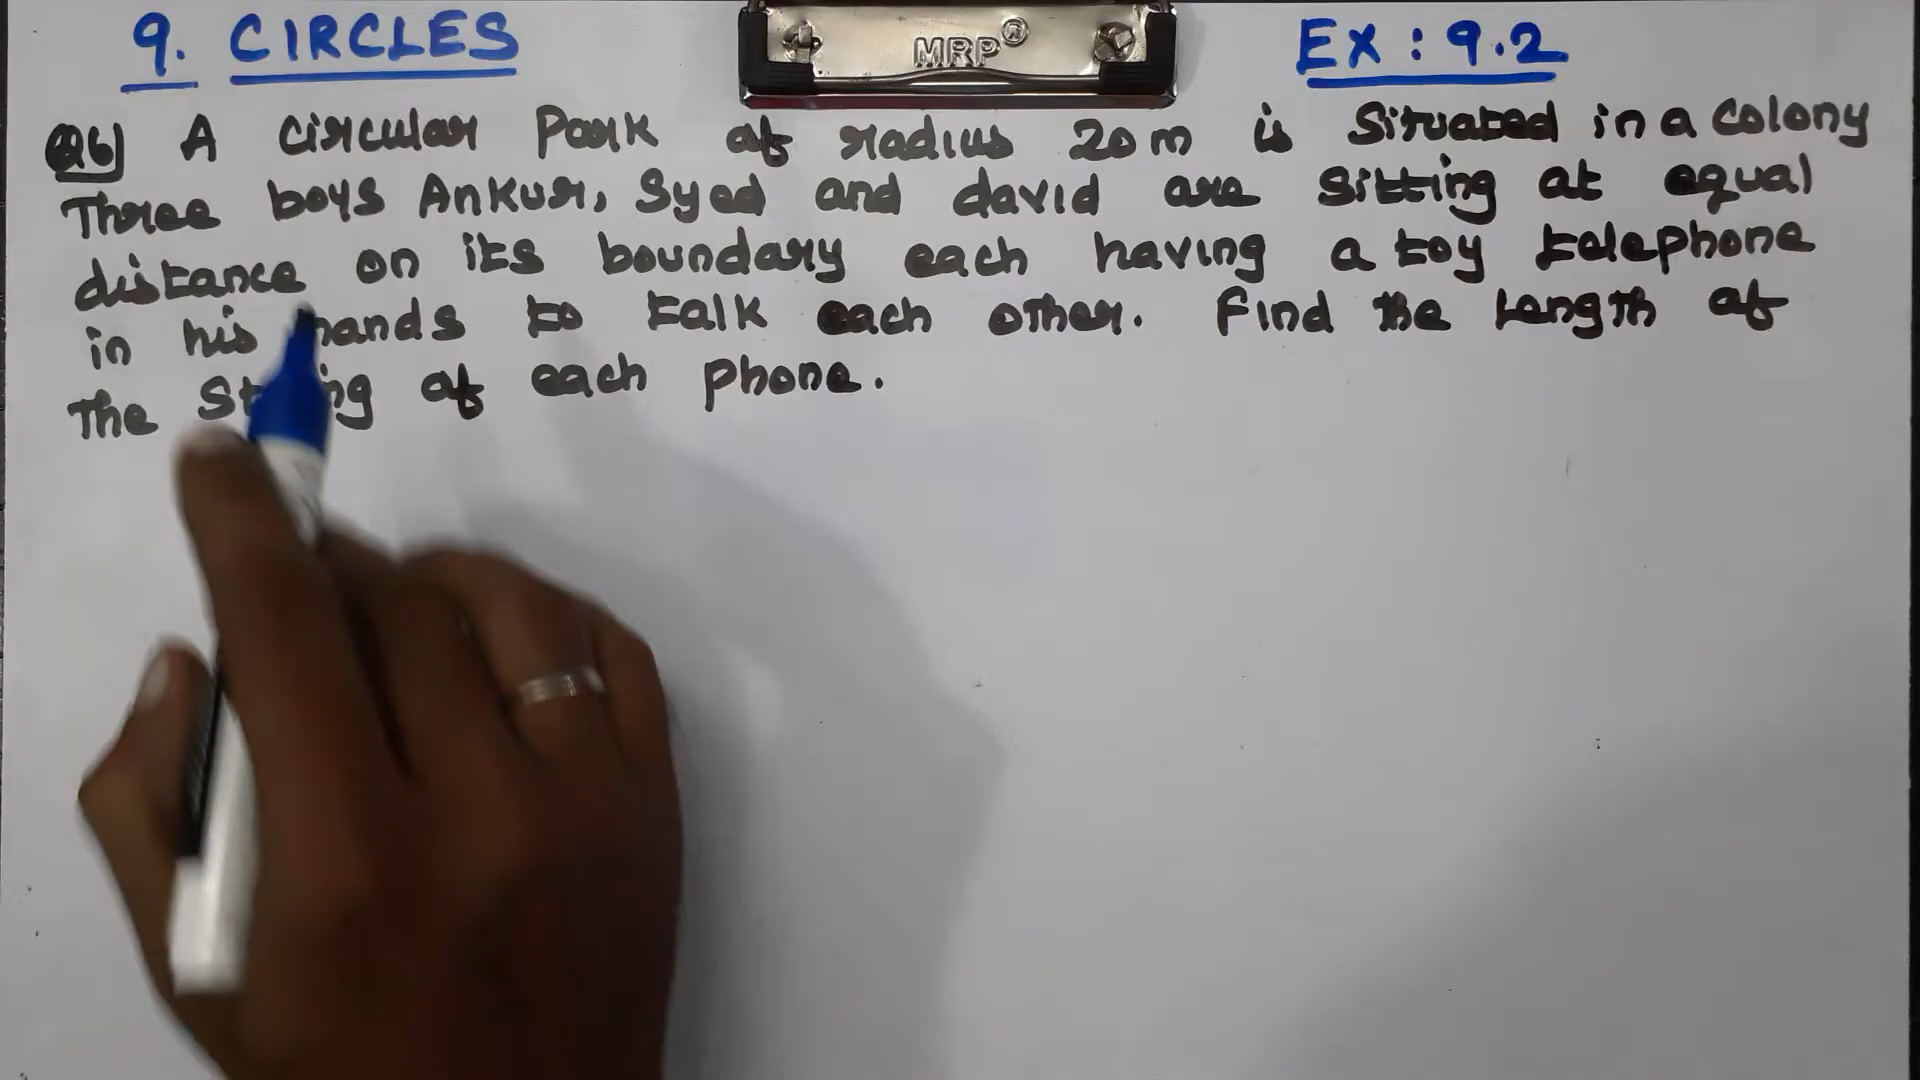 9. CIRCLES
MRP®
EX : 9.2
Q6) A circular Park of radius 20m is situated in a colony
Three boys Ankur, Syed and david are sitting at equal
distance on its boundary each having a toy telephone
in his hands to talk each other. Find the Length of
The of each phone.